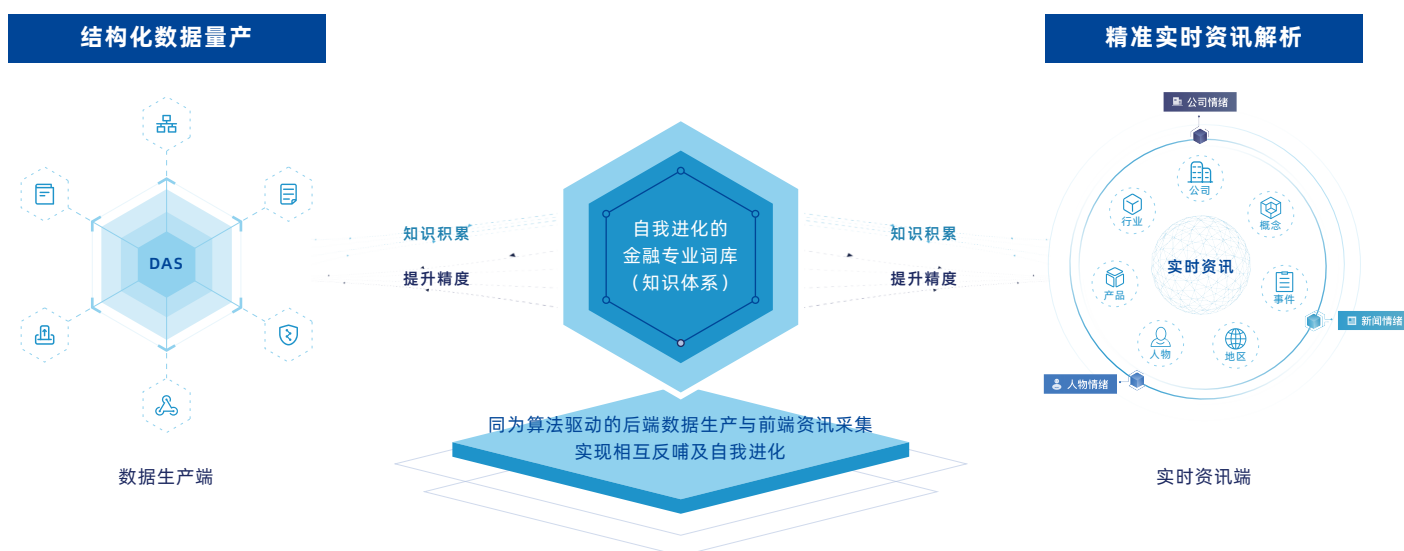 结构化数据量产
精准实时资讯解析
DAS
数据生产端
知识积累
提升精度
自我进化的
金融专业词库
（知识体系）
同为算法驱动的后端数据生产与前端资讯采集
实现相互反哺及自我进化
知识积累
提升精度
公司情绪
公司
行业
概念
实时资讯
产品
事件
人物
地区
新闻情绪
人物情绪
实时资讯端